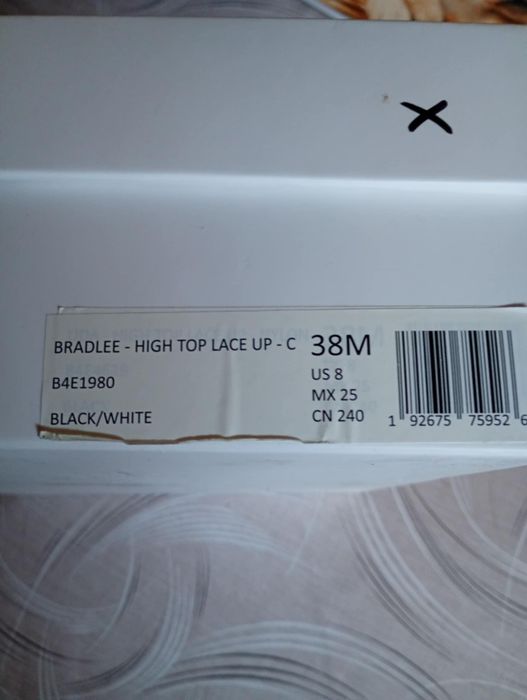 X
BRADLEE - HIGH TOP LACE UP - C 38M
B4E1980
US 8
MX 25
BLACK/WHITE
CN 240
1 92675 75952 6